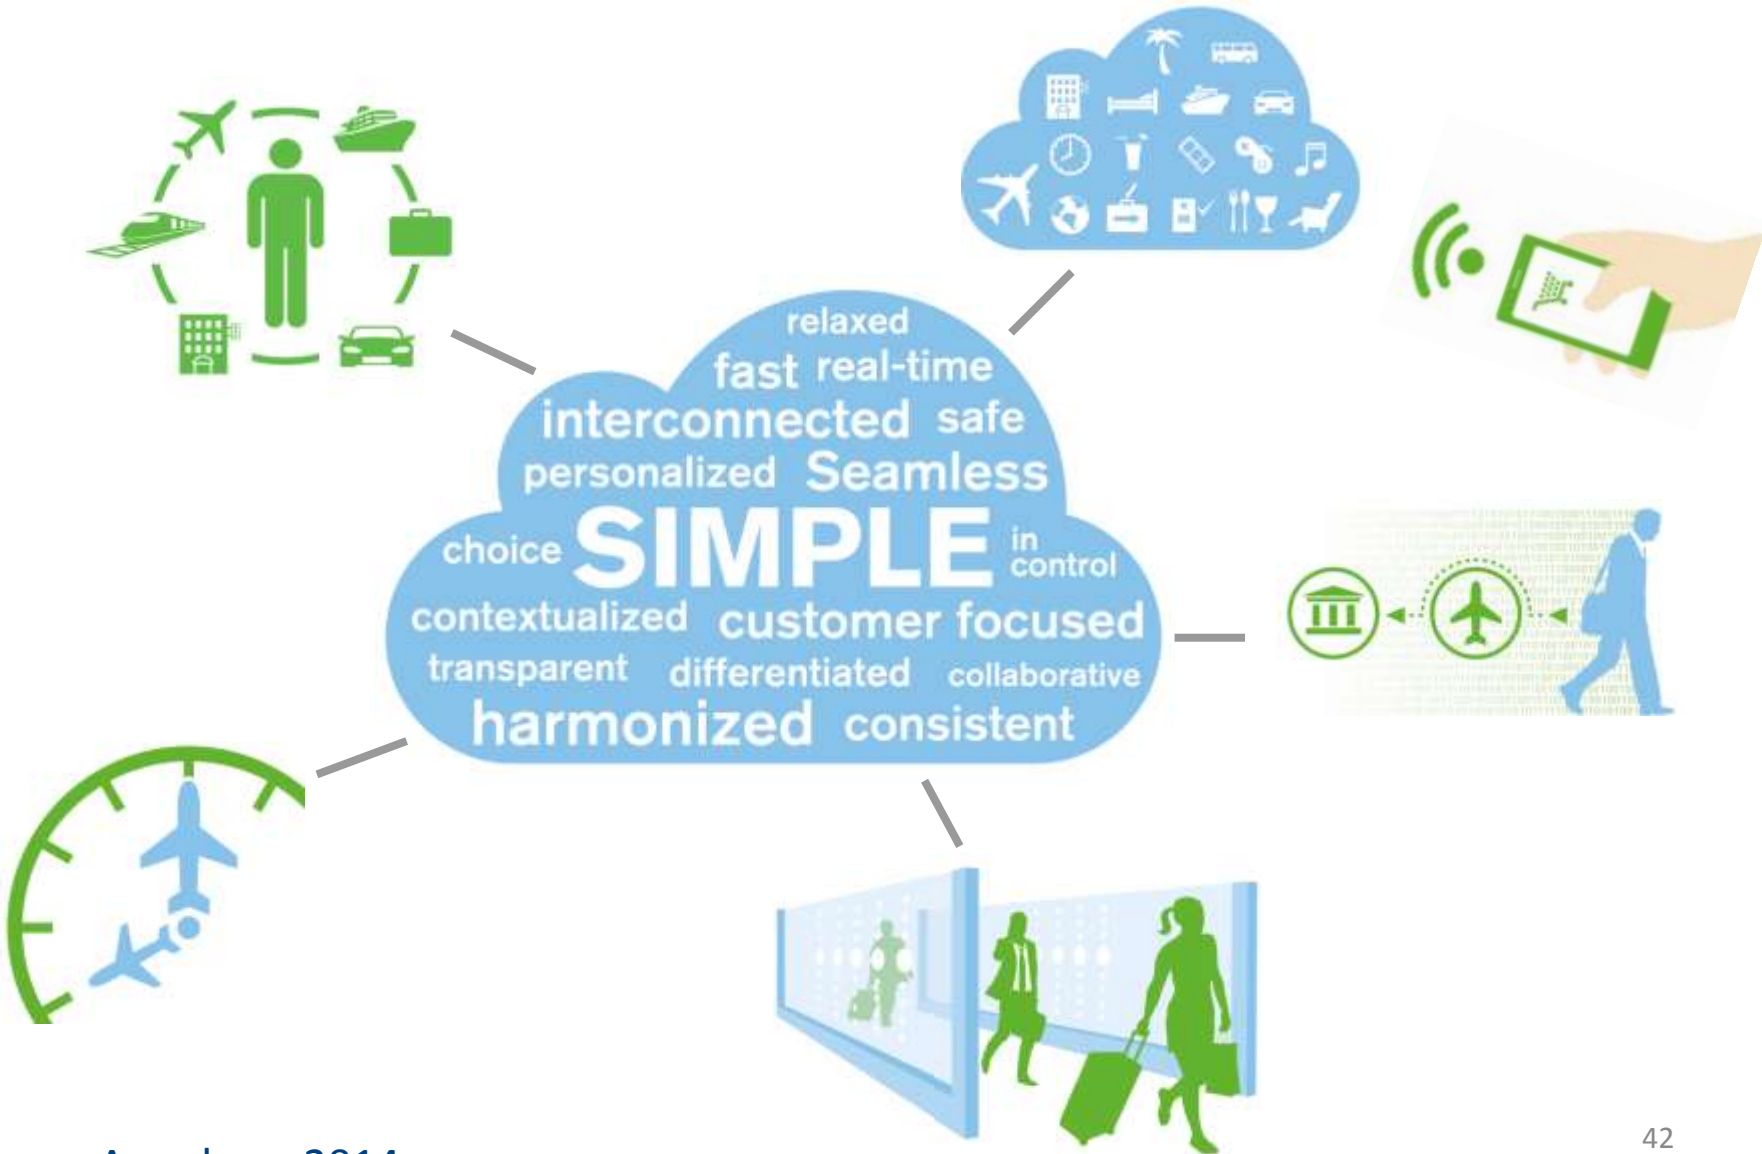 relaxed
fast real-time
interconnected safe
personalized Seamless
choice SIMPLE in control
contextualized customer focused
transparent differentiated collaborative
harmonized consistent
2014
42